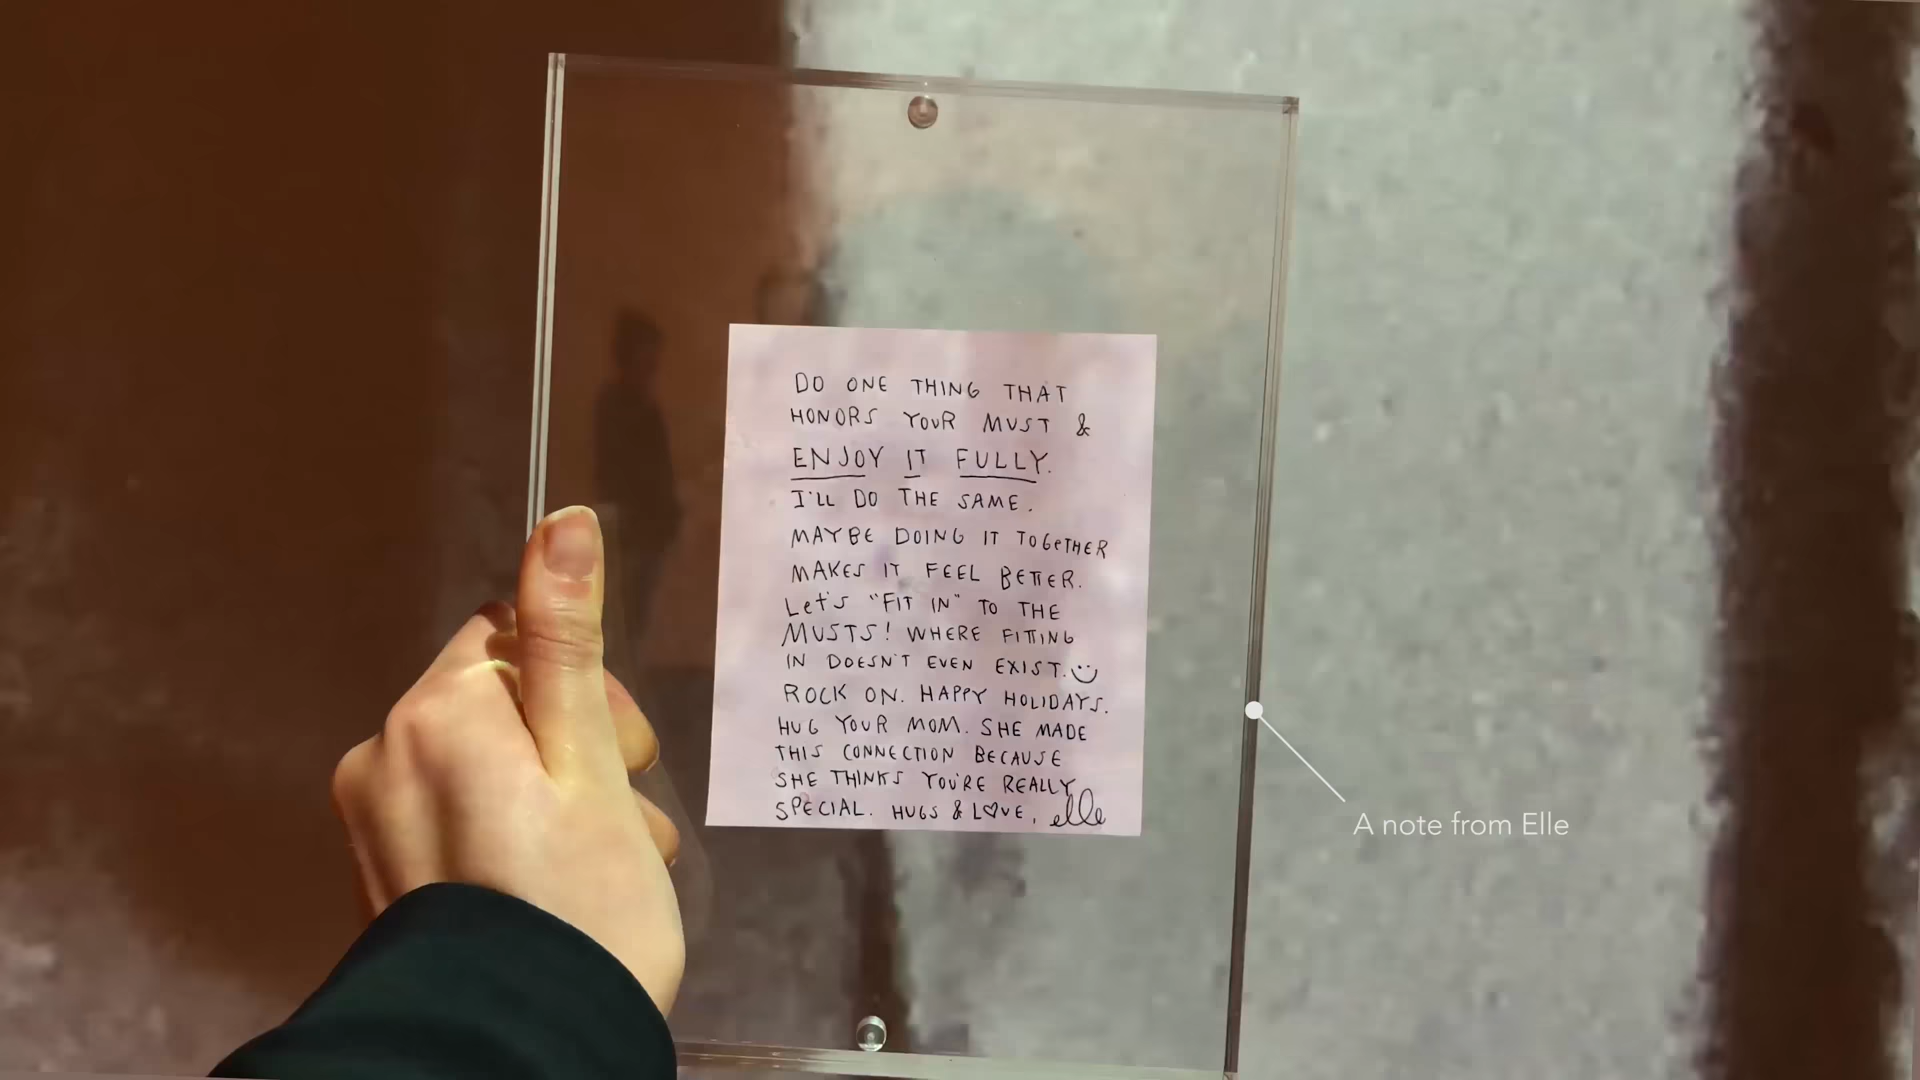 DO ONE THING THAT
HONORS YOUR MUST &
ENJOY IT FULLY.
I'LL DO THE SAME.
MAYBE DOING IT TOGeTHER
MAKES IT FEEL BETTER.
Let's "FIT IN" TO THE
MUSTS! WHERE FITTING
IN DOESN'T EVEN EXIST. :)
ROCK ON. HAPPY HOLIDAYS.
HUG YOUR MOM. SHE MADE
THIS CONNECTION BECAUSE
SHE THINKS YOU'RE REALLY
SPECIAL. HUGS & L♡VE, elle
A note from Elle